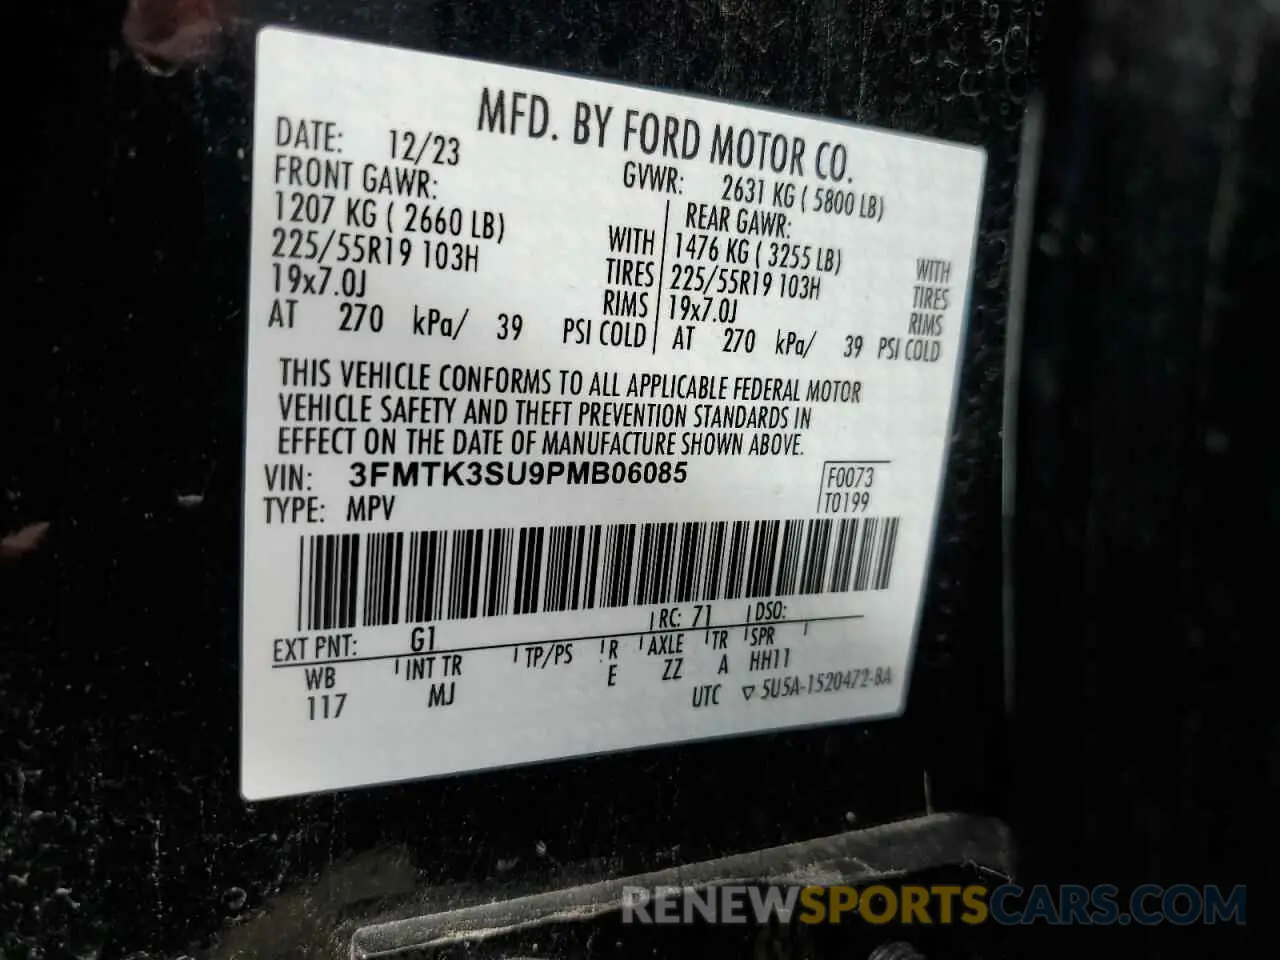 MFD. BY FORD MOTOR CO.
DATE: 12/23 GVWR: 2631 KG ( 5800 LB)
FRONT GAWR: REAR GAWR:
1207 KG ( 2660 LB) WITH 1476 KG ( 3255 LB) WITH
225/55R19 103H TIRES 225/55R19 103H TIRES
19x7.0J RIMS 19x7.0J RIMS
AT 270 kPa/ 39 PSI COLD AT 270 kPa/ 39 PSI COLD
THIS VEHICLE CONFORMS TO ALL APPLICABLE FEDERAL MOTOR
VEHICLE SAFETY AND THEFT PREVENTION STANDARDS IN
EFFECT ON THE DATE OF MANUFACTURE SHOWN ABOVE.
VIN: 3FMTK3SU9PMB06085 F0073
TYPE: MPV T0199
EXT PNT: G1 RC: 71 DSO:
WB INT TR TP/PS R AXLE TR SPR
117 MJ E ZZ A HH11
UTC ▽ 5U5A-1520472-BA
RENEWSPORTSCARS.COM